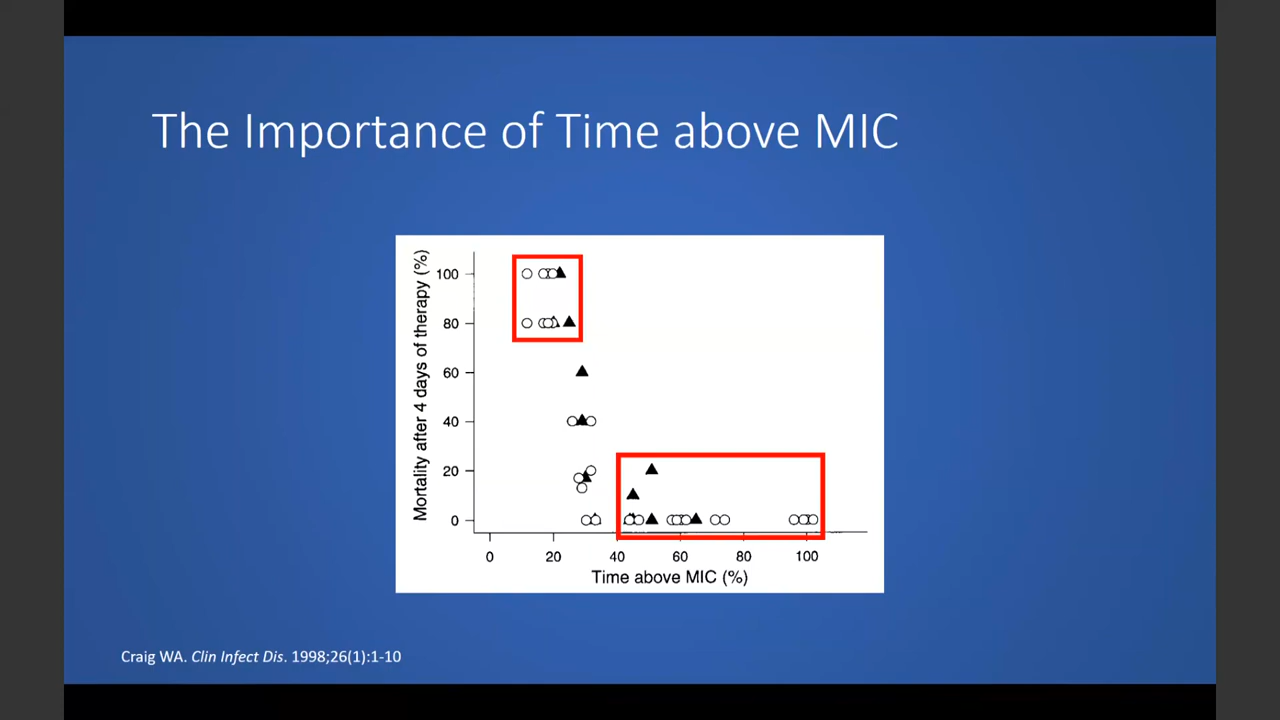 The Importance of Time above MIC
Mortality after 4 days of therapy (%)
100
80
60
40
20
0
0 20 40 60 80 100
Time above MIC (%)
Craig WA. Clin Infect Dis. 1998;26(1):1-10